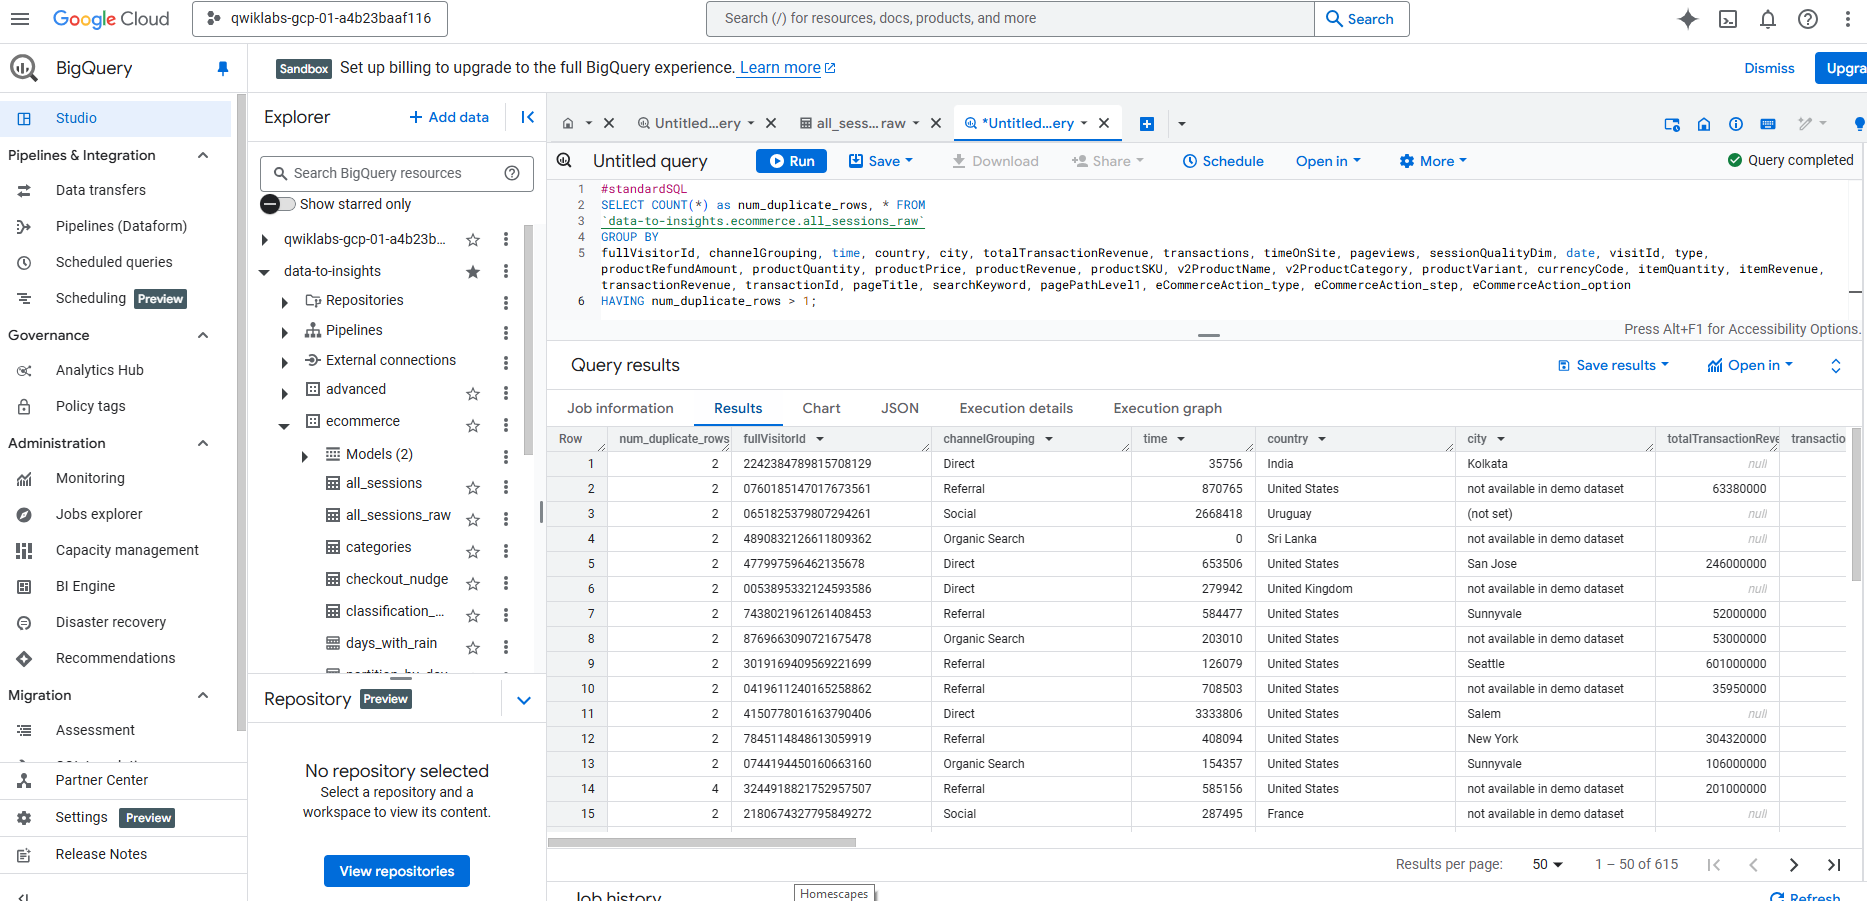 Google Cloud
qwiklabs-gcp-01-a4b23baaf116
Search (/) for resources, docs, products, and more
Search
BigQuery
Sandbox Set up billing to upgrade to the full BigQuery experience. Learn more
Dismiss
Upgra
Studio
Pipelines & Integration
Data transfers
Pipelines (Dataform)
Scheduled queries
Scheduling Preview
Governance
Analytics Hub
Policy tags
Administration
Monitoring
Jobs explorer
Capacity management
BI Engine
Disaster recovery
Recommendations
Migration
Assessment
Partner Center
Settings Preview
Release Notes
Explorer
+ Add data
Search BigQuery resources
Show starred only
qwiklabs-gcp-01-a4b23b...
data-to-insights
Repositories
Pipelines
External connections
advanced
ecommerce
Models (2)
all_sessions
all_sessions_raw
categories
checkout_nudge
classification_...
days_with_rain
Repository Preview
No repository selected
Select a repository and a
workspace to view its content.
View repositories
Untitled...ery
all_sess...raw
*Untitled...ery
Untitled query
Run
Save
Download
Share
Schedule
Open in
More
Query completed
1 #standardSQL
2 SELECT COUNT(*) as num_duplicate_rows, * FROM
3 `data-to-insights.ecommerce.all_sessions_raw`
4 GROUP BY
5 fullVisitorId, channelGrouping, time, country, city, totalTransactionRevenue, transactions, timeOnSite, pageviews, sessionQualityDim, date, visitId, type,
productRefundAmount, productQuantity, productPrice, productRevenue, productSKU, v2ProductName, v2ProductCategory, productVariant, currencyCode, itemQuantity, itemRevenue,
transactionRevenue, transactionId, pageTitle, searchKeyword, pagePathLevel1, eCommerceAction_type, eCommerceAction_step, eCommerceAction_option
6 HAVING num_duplicate_rows > 1;
Press Alt+F1 for Accessibility Options.
Query results
Save results
Open in
Job information
Results
Chart
JSON
Execution details
Execution graph
Row num_duplicate_rows fullVisitorId channelGrouping time country city totalTransactionReve transactio
1 2 2242384789815708129 Direct 35756 India Kolkata null
2 2 0760185147017673561 Referral 870765 United States not available in demo dataset 63380000
3 2 0651825379807294261 Social 2668418 Uruguay (not set) null
4 2 4890832126611809362 Organic Search 0 Sri Lanka not available in demo dataset null
5 2 477997596462135678 Direct 653506 United States San Jose 246000000
6 2 0053895332124593586 Direct 279942 United Kingdom not available in demo dataset null
7 2 7438021961261408453 Referral 584477 United States Sunnyvale 52000000
8 2 8769663090721675478 Organic Search 203010 United States not available in demo dataset 53000000
9 2 3019169409569221699 Referral 126079 United States Seattle 601000000
10 2 0419611240165258862 Referral 708503 United States not available in demo dataset 35950000
11 2 4150778016163790406 Direct 3333806 United States Salem null
12 2 7845114848613059919 Referral 408094 United States New York 304320000
13 2 0744194450160663160 Organic Search 154357 United States Sunnyvale 106000000
14 4 3244918821752957507 Referral 585156 United States not available in demo dataset 201000000
15 2 2180674327795849272 Social 287495 France not available in demo dataset null
Results per page: 50 1 – 50 of 615
Job history
Homescapes
Refresh